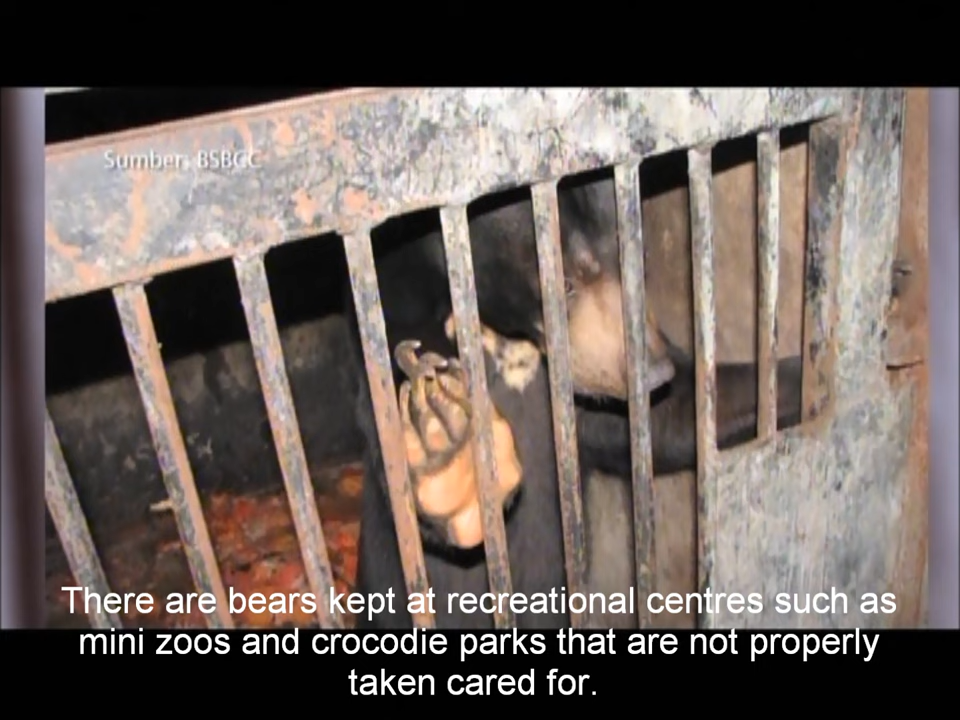 Sumber: BSBCC
There are bears kept at recreational centres such as
mini zoos and crocodie parks that are not properly
taken cared for.